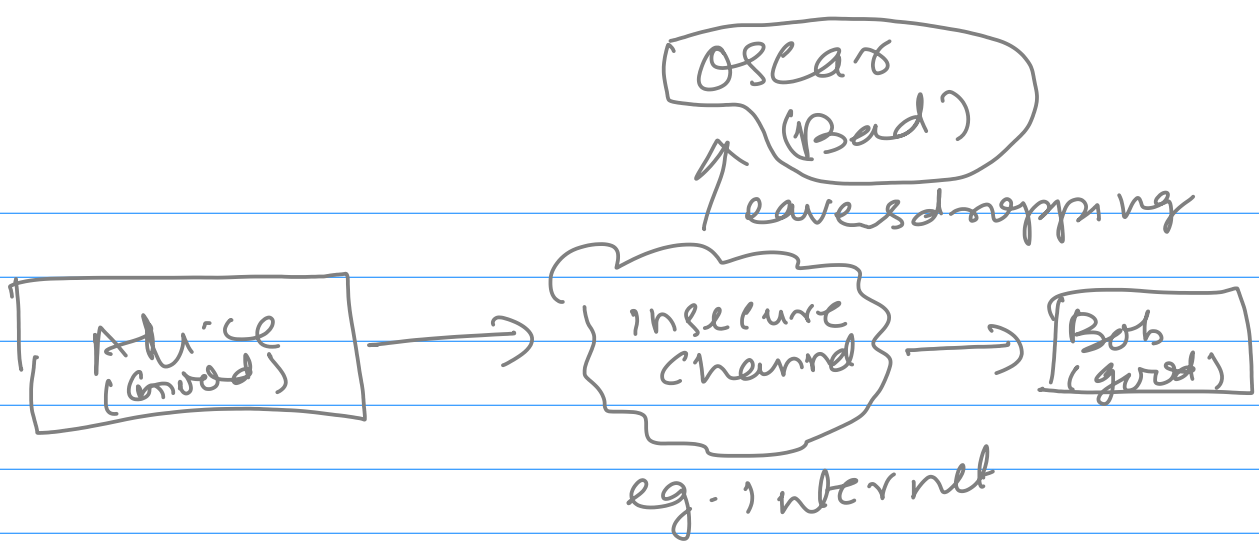 Oscar
(Bad)
eavesdropping
Alice
(Good)
insecure
channel
Bob
(good)
eg. internet